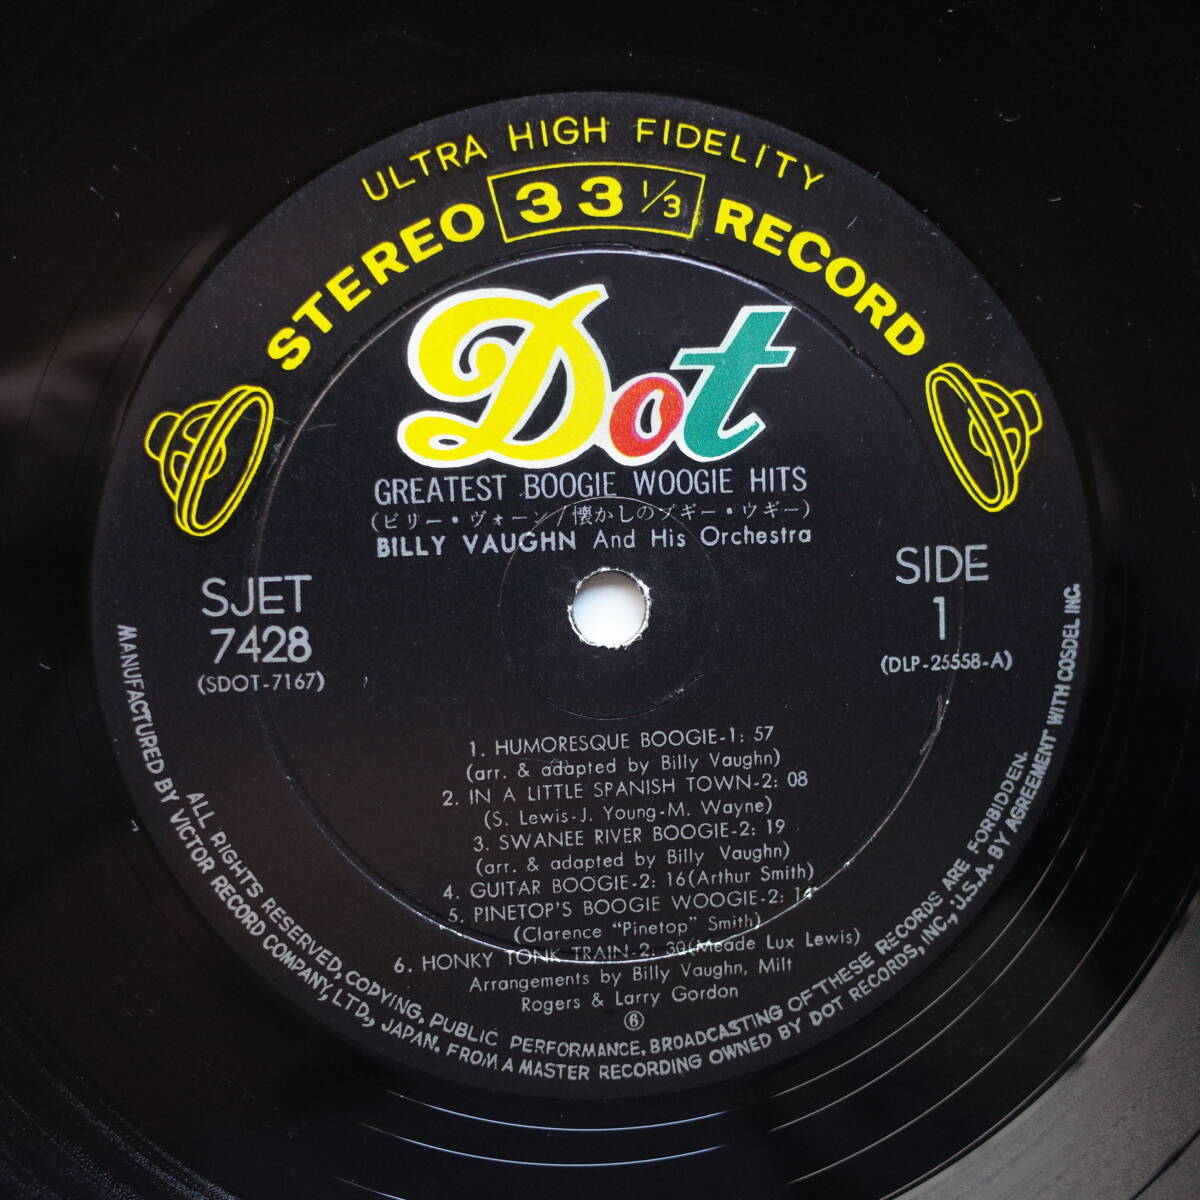 ULTRA HIGH FIDELITY
STEREO 33 1/3 RECORD
Dot
GREATEST BOOGIE WOOGIE HITS
(ビリー・ヴォーン/懐かしのブギー・ウギー)
BILLY VAUGHN And His Orchestra
SJET
7428
(SDOT-7167)
SIDE
1
(DLP-25558-A)
1. HUMORESQUE BOOGIE-1: 57
(arr. & adapted by Billy Vaughn)
2. IN A LITTLE SPANISH TOWN-2: 08
(S. Lewis-J. Young-M. Wayne)
3. SWANEE RIVER BOOGIE-2: 19
(arr. & adapted by Billy Vaughn)
4. GUITAR BOOGIE-2: 16(Arthur Smith)
5. PINETOP'S BOOGIE WOOGIE-2: 14
(Clarence "Pinetop" Smith)
6. HONKY TONK TRAIN-2: 30(Meade Lux Lewis)
Arrangements by Billy Vaughn, Milt
Rogers & Larry Gordon
⑥
ALL RIGHTS RESERVED, COPYING, PUBLIC PERFORMANCE, BROADCASTING OF THESE RECORDS ARE FORBIDDEN.
MANUFACTURED BY VICTOR RECORD COMPANY, LTD., JAPAN. FROM A MASTER RECORDING OWNED BY DOT RECORDS, INC., U.S.A. BY AGREEMENT WITH COSDEL INC.